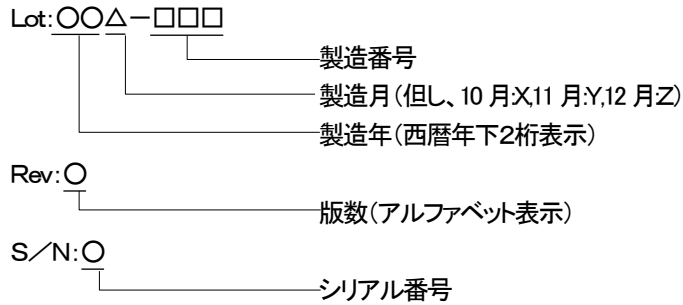 Lot:○○△－□□□
製造番号
製造月(但し、10月:X,11月:Y,12月:Z)
製造年(西暦年下2桁表示)
Rev:○
版数(アルファベット表示)
S／N:○
シリアル番号